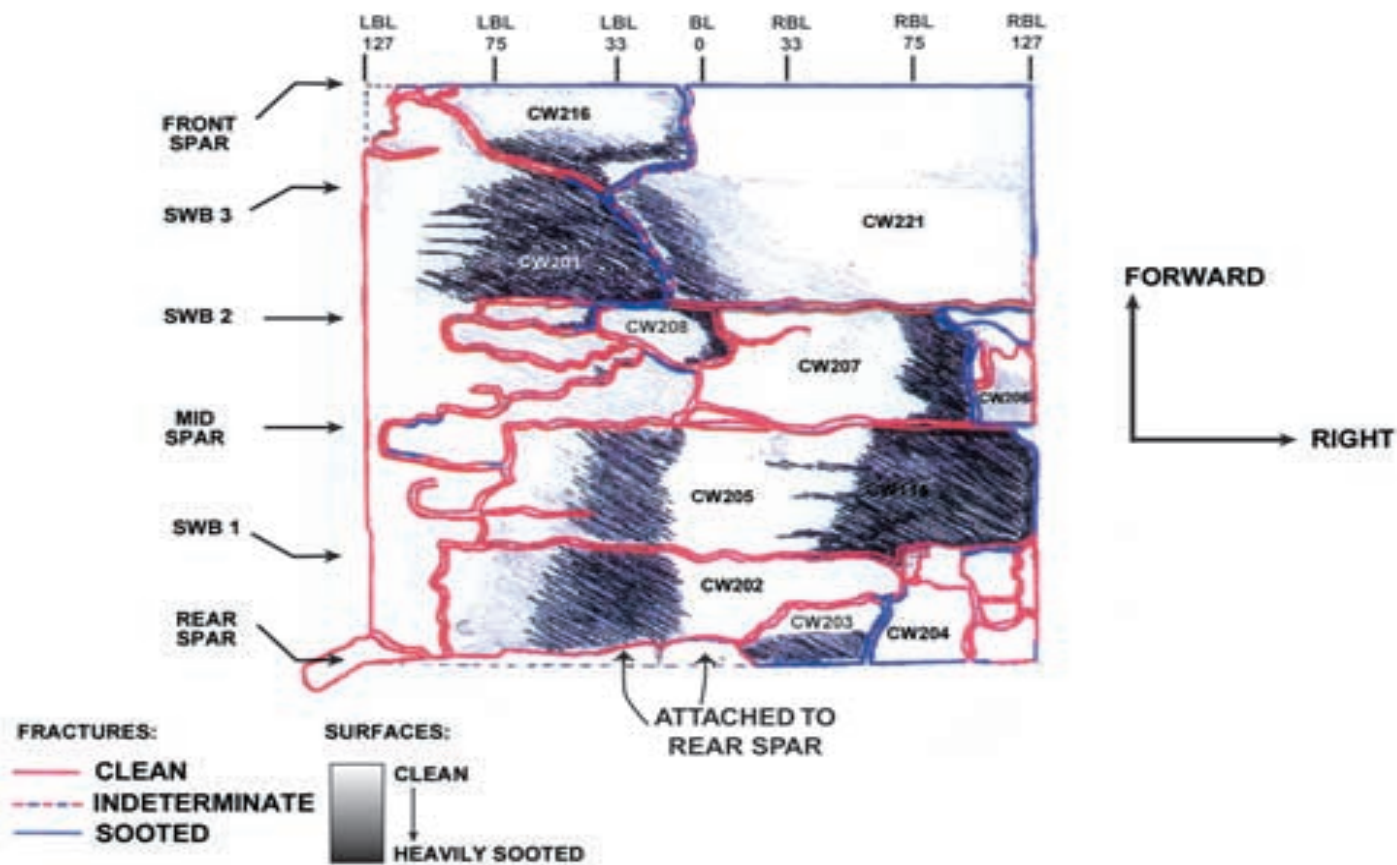 LBL LBL LBL BL RBL RBL RBL
127 75 33 0 33 75 127
FRONT
SPAR
CW216
SWB 3
CW221
CW201
FORWARD
SWB 2
CW208
CW207
CW206
MID
SPAR
RIGHT
CW205
SWB 1
CW202
REAR
SPAR
CW203
CW204
ATTACHED TO
REAR SPAR
FRACTURES:
CLEAN
INDETERMINATE
SOOTED
SURFACES:
CLEAN
HEAVILY SOOTED